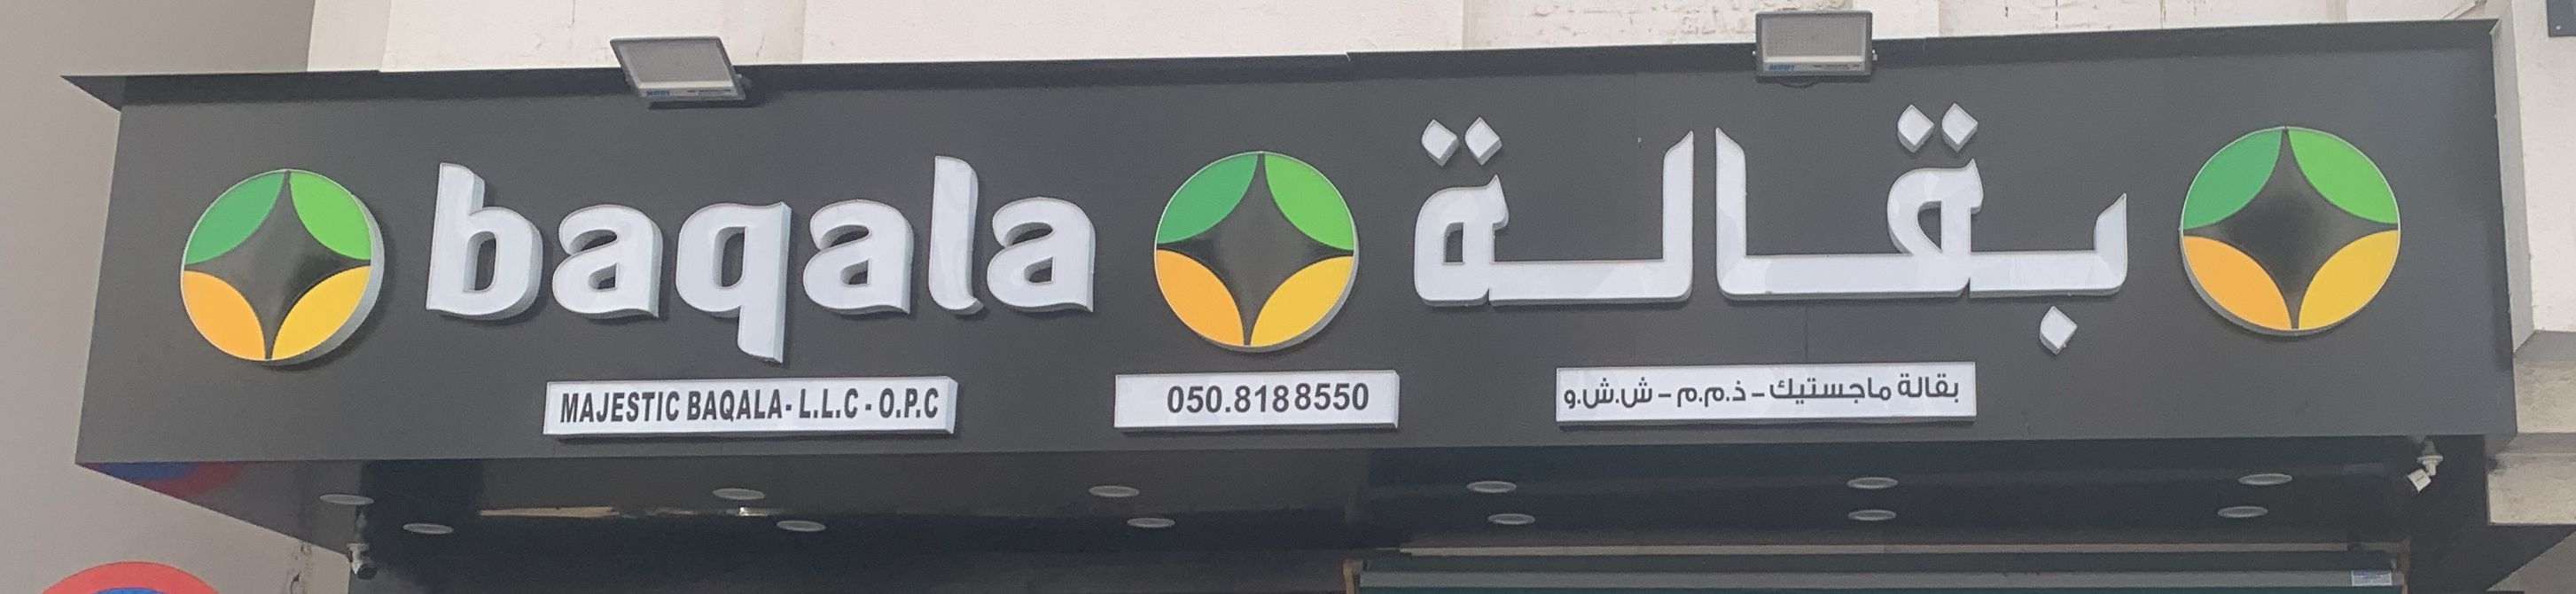 baqala
بقالة
MAJESTIC BAQALA- L.L.C - O.P.C
050.8188550
بقالة ماجستيك - ذ.م.م - ش.ش.و